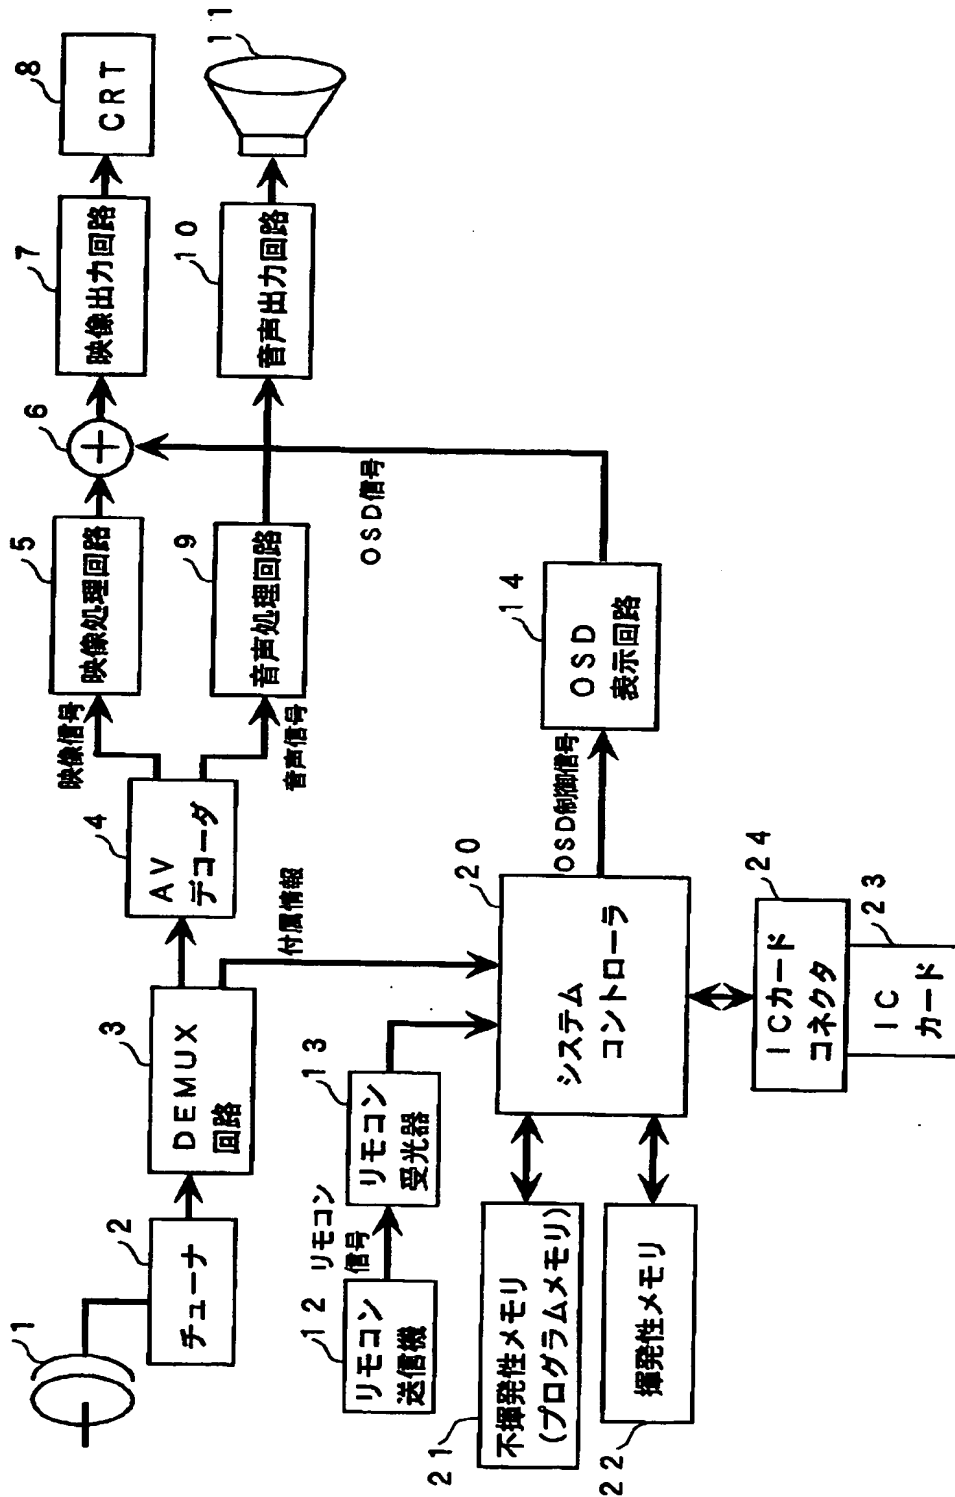 1
2
チューナ
3
DEMUX
回路
4
AV
デコーダ
映像信号
音声信号
付属情報
5
映像処理回路
6
7
映像出力回路
8
CRT
9
音声処理回路
10
音声出力回路
11
OSD信号
12
リモコン
送信機
リモコン
信号
13
リモコン
受光器
20
システム
コントローラ
OSD制御信号
14
OSD
表示回路
21
不揮発性メモリ
(プログラムメモリ)
22
揮発性メモリ
24
ICカード
コネクタ
23
IC
カード